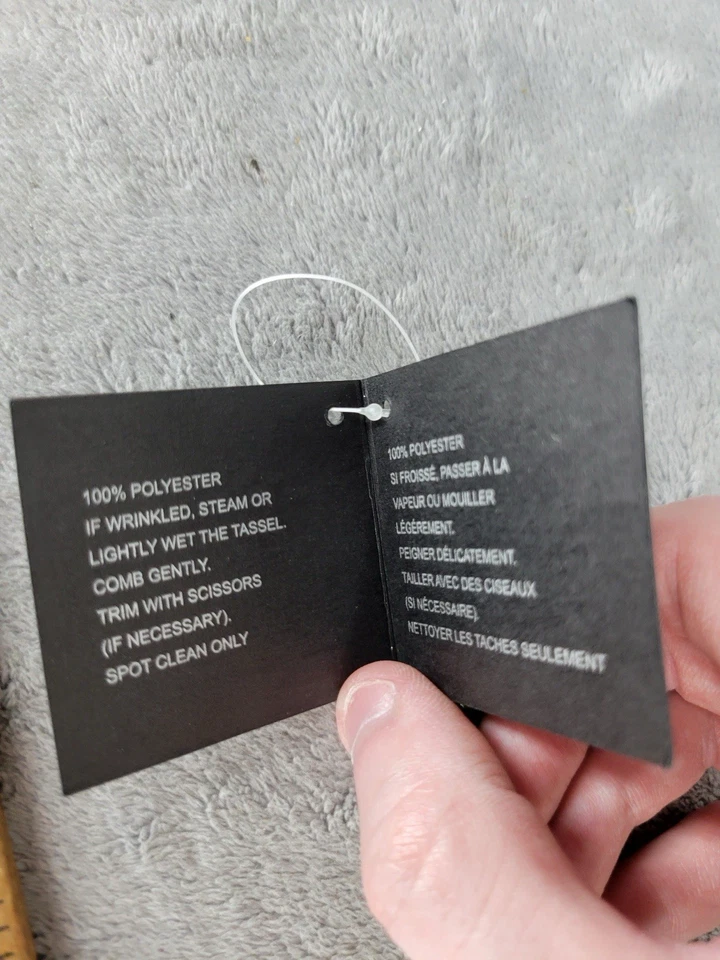 100% POLYESTER
IF WRINKLED, STEAM OR
LIGHTLY WET THE TASSEL.
COMB GENTLY.
TRIM WITH SCISSORS
(IF NECESSARY).
SPOT CLEAN ONLY
100% POLYESTER
SI FROISSÉ, PASSER À LA
VAPEUR OU MOUILLER
LÉGÈREMENT.
PEIGNER DÉLICATEMENT.
TAILLER AVEC DES CISEAUX
(SI NÉCESSAIRE).
NETTOYER LES TACHES SEULEMENT